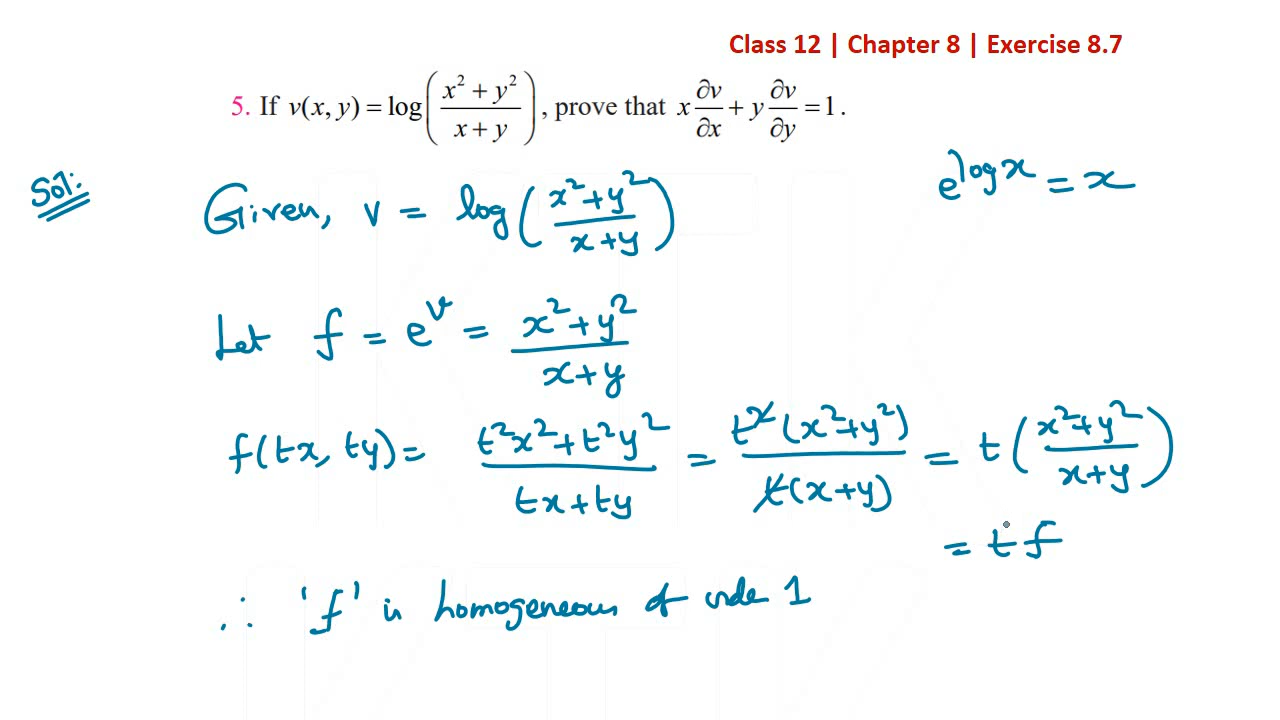 Class 12 | Chapter 8 | Exercise 8.7
5. If v(x, y) = log((x² + y²)/(x + y)), prove that x ∂v/∂x + y ∂v/∂y = 1.
Sol:
e^(log x) = x
Given, v = log((x²+y²)/(x+y))
Let f = e^v = (x²+y²)/(x+y)
f(tx, ty) = (t²x²+t²y²)/(tx+ty) = t²(x²+y²)/t(x+y) = t((x²+y²)/(x+y))
= t f
∴ 'f' is homogeneous of order 1